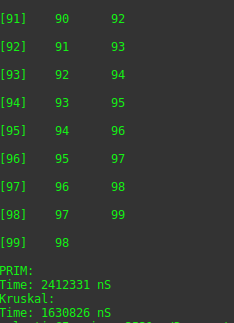 [91] 90 92
[92] 91 93
[93] 92 94
[94] 93 95
[95] 94 96
[96] 95 97
[97] 96 98
[98] 97 99
[99] 98
PRIM:
Time: 2412331 nS
Kruskal:
Time: 1630826 nS